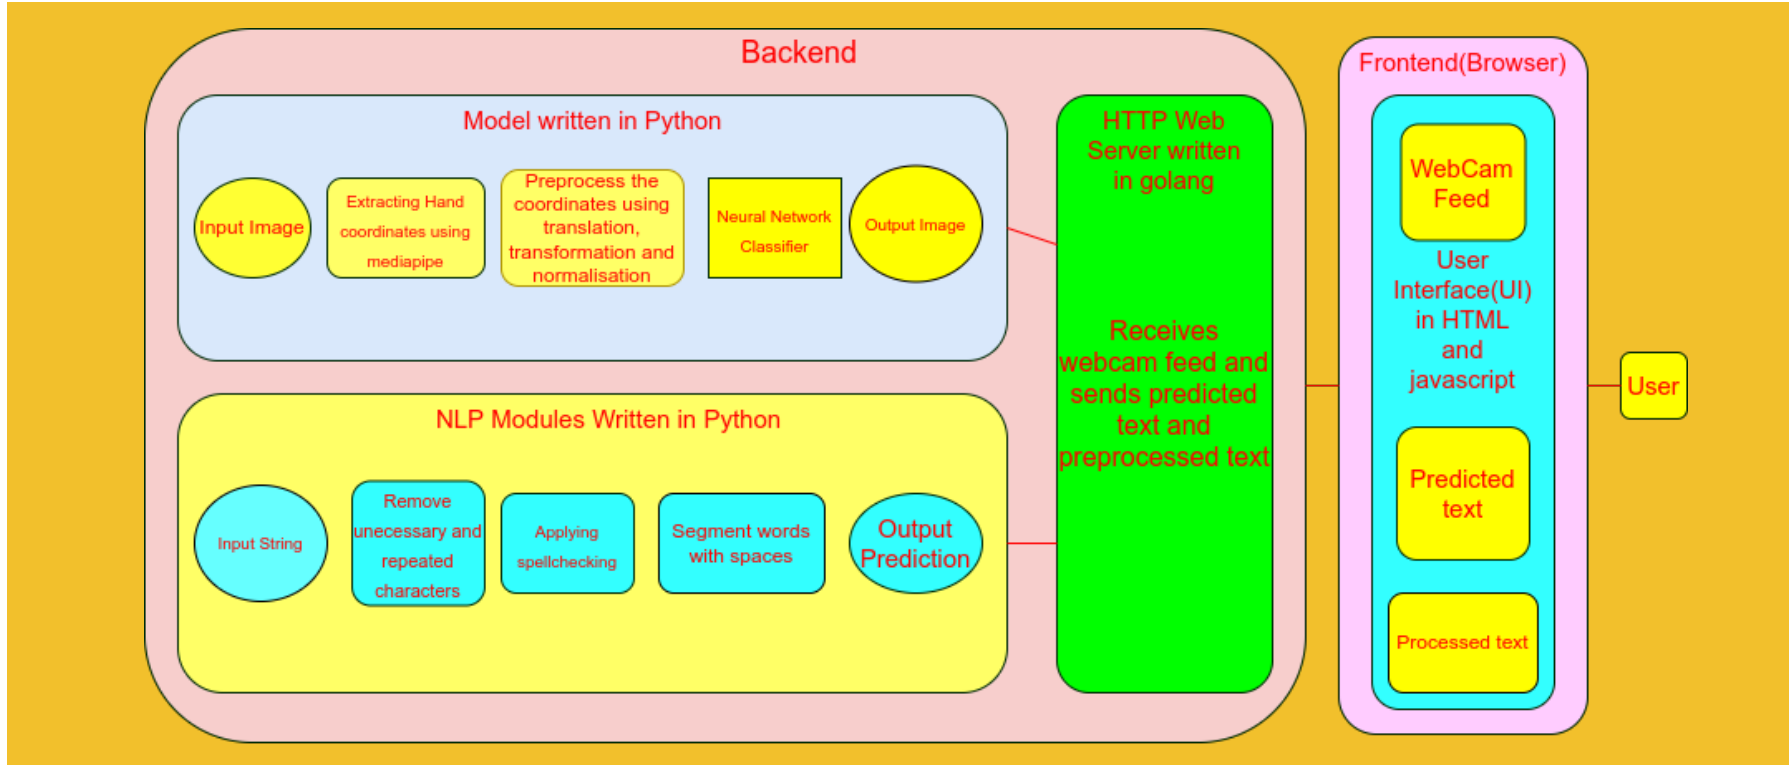 Backend
Model written in Python
Input Image
Extracting Hand
coordinates using
mediapipe
Preprocess the
coordinates using
translation,
transformation and
normalisation
Neural Network
Classifier
Output Image
NLP Modules Written in Python
Input String
Remove
unecessary and
repeated
characters
Applying
spellchecking
Segment words
with spaces
Output
Prediction
HTTP Web
Server written
in golang
Receives
webcam feed and
sends predicted
text and
preprocessed text
Frontend(Browser)
WebCam
Feed
User
Interface(UI)
in HTML
and
javascript
Predicted
text
Processed text
User